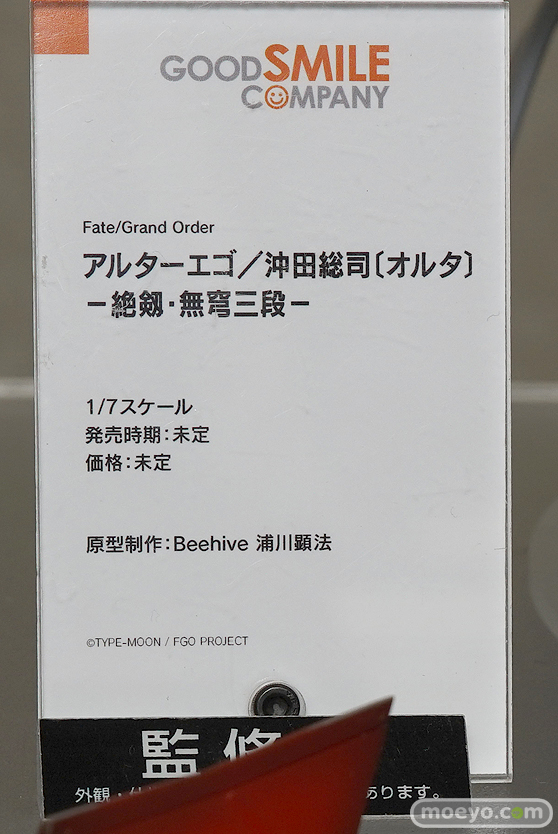 GOODSMILE
COMPANY
Fate/Grand Order
アルターエゴ／沖田総司〔オルタ〕
－絶剱・無穹三段－
1/7スケール
発売時期：未定
価格：未定
原型制作：Beehive 浦川顕法
©TYPE-MOON / FGO PROJECT
監修
外観・
あります。
moeyo.com